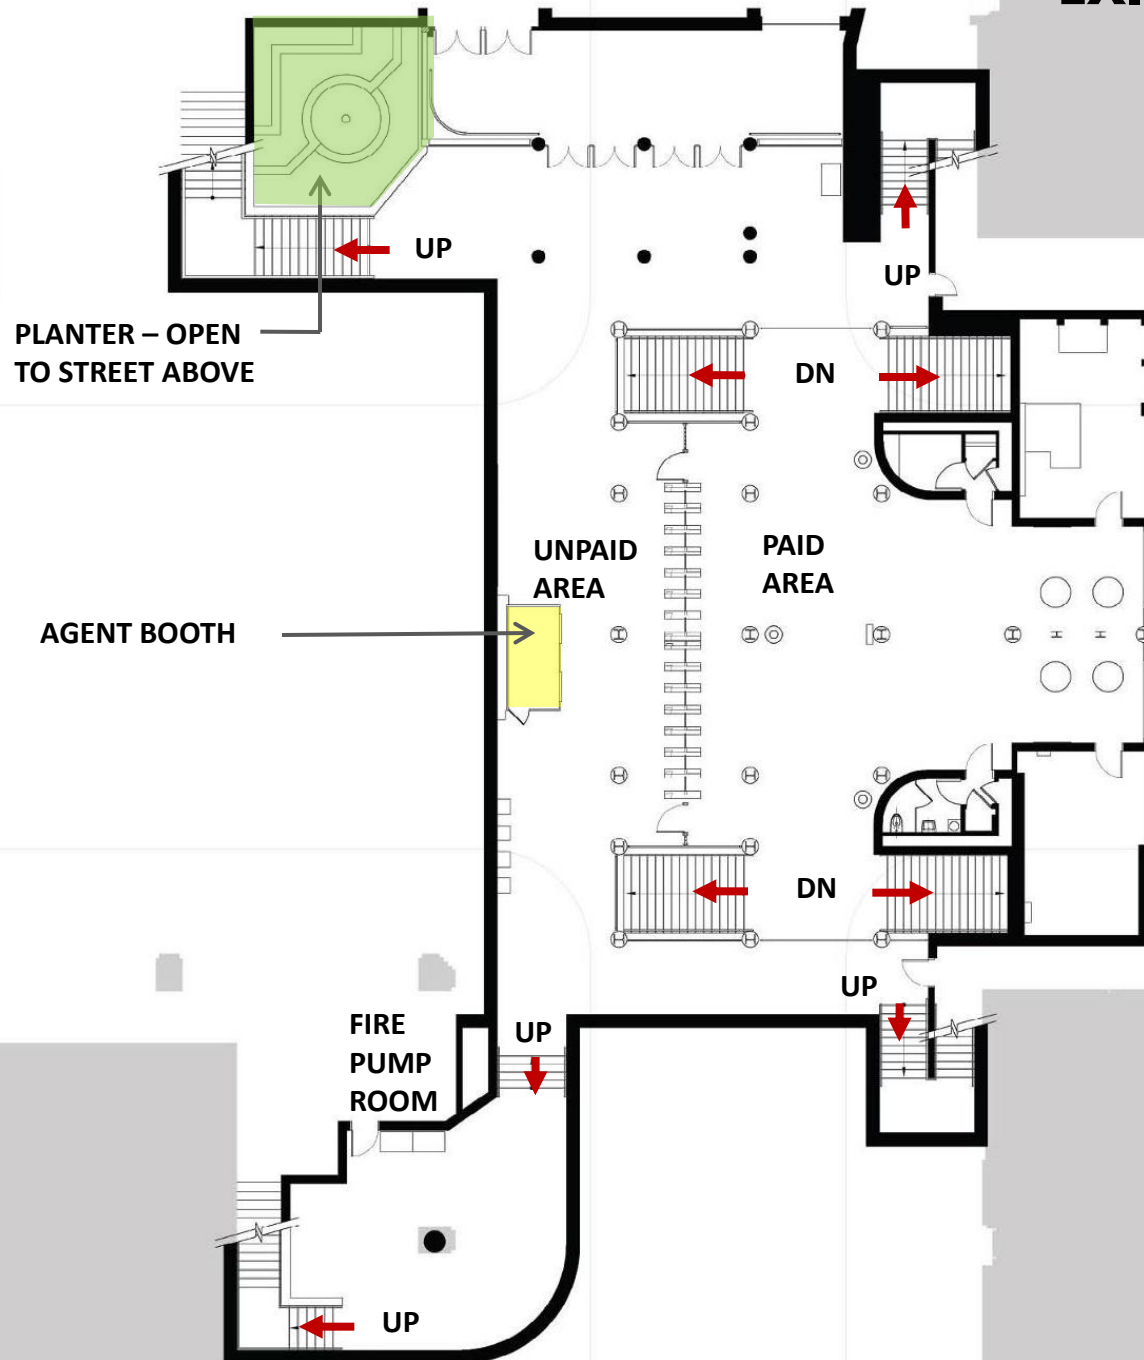 UP
UP
PLANTER – OPEN
TO STREET ABOVE
DN
UNPAID
AREA
PAID
AREA
AGENT BOOTH
DN
UP
FIRE
PUMP
ROOM
UP
UP